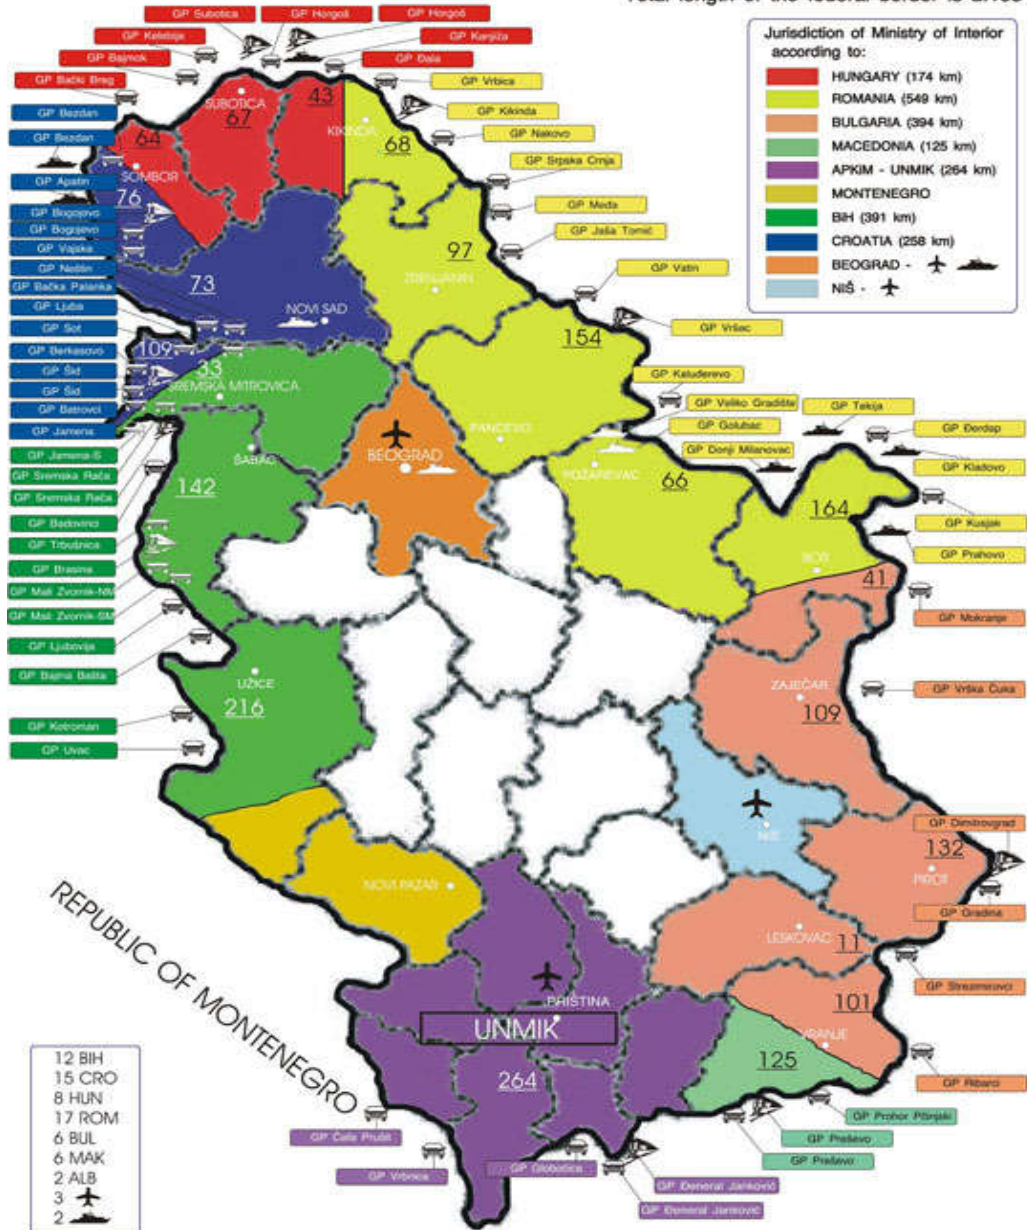 Total length of the federal border is
Jurisdiction of Ministry of Interior
according to:
HUNGARY (174 km)
ROMANIA (549 km)
BULGARIA (394 km)
MACEDONIA (125 km)
APKIM - UNMIK (264 km)
MONTENEGRO
BiH (391 km)
CROATIA (258 km)
BEOGRAD -
NIŠ -
GP Subotica
GP Horgoš
GP Horgoš
GP Kelebija
GP Kanjiža
GP Bajmok
GP Đala
GP Bački Breg
GP Vrbica
GP Kikinda
GP Nakovo
GP Srpska Crnja
GP Međa
GP Jaša Tomić
GP Vatin
GP Vršac
GP Kaluđerevo
GP Veliko Gradište
GP Golubac
GP Donji Milanovac
GP Tekija
GP Đerdap
GP Kladovo
GP Kusjak
GP Prahovo
GP Mokranje
GP Vrška Čuka
GP Dimitrovgrad
GP Gradina
GP Strezimirovci
GP Ribarci
GP Prohor Pčinjski
GP Preševo
GP Preševo
GP Đeneral Janković
GP Đeneral Janković
GP Globočica
GP Vrbnica
GP Ćafa Prušit
GP Bezdan
GP Bezdan
GP Apatin
GP Bogojevo
GP Bogojevo
GP Vajska
GP Neštin
GP Bačka Palanka
GP Ljuba
GP Sot
GP Berkasovo
GP Šid
GP Šid
GP Batrovci
GP Jamena
GP Jamena-S
GP Sremska Rača
GP Sremska Rača
GP Badovinci
GP Trbušnica
GP Brasina
GP Mali Zvornik-NM
GP Mali Zvornik-SM
GP Ljubovija
GP Bajina Bašta
GP Kotroman
GP Uvac
SUBOTICA
67
43
KIKINDA
68
64
SOMBOR
76
73
NOVI SAD
97
ZRENJANIN
109
33
SREMSKA MITROVICA
154
PANČEVO
BEOGRAD
ŠABAC
142
POŽAREVAC
66
164
BOR
41
UŽICE
216
ZAJEČAR
109
NIŠ
132
PIROT
NOVI PAZAR
LESKOVAC
11
101
VRANJE
125
PRIŠTINA
UNMIK
264
REPUBLIC OF MONTENEGRO
12 BIH
15 CRO
8 HUN
17 ROM
6 BUL
6 MAK
2 ALB
3
2